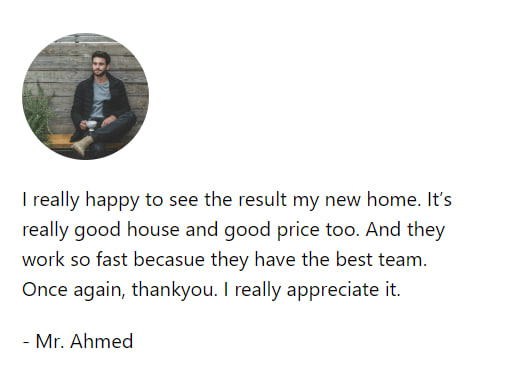 I really happy to see the result my new home. It’s
really good house and good price too. And they
work so fast becasue they have the best team.
Once again, thankyou. I really appreciate it.
- Mr. Ahmed